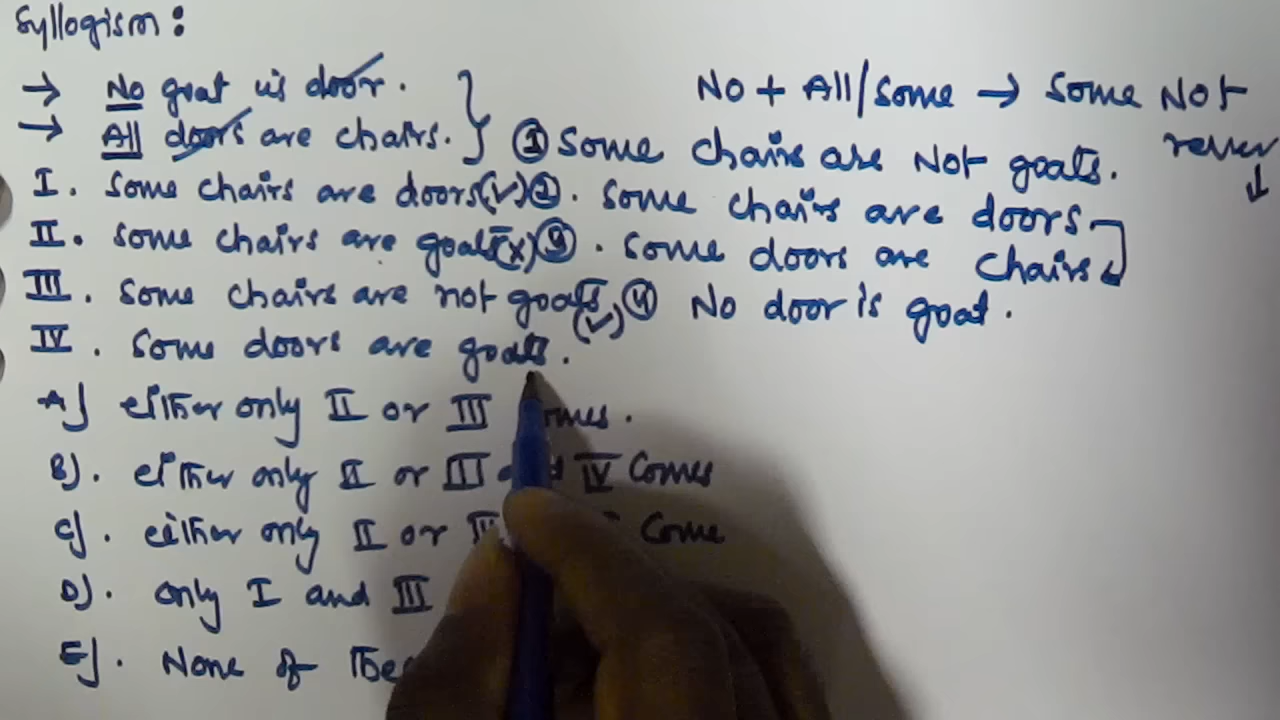 Syllogism:
→ No goat is door.
→ All doors are chairs.
I. Some chairs are doors(✓)
II. Some chairs are goats(x)
III. Some chairs are not goats. (✓)
IV. Some doors are goats.
A) either only II or III
B). either only II or III IV Comes
C). either only II or Come
D). only I and III
E). None of
No + All/Some → Some Not
rever
↓
① Some chairs are Not goats.
②. Some chairs are doors
③. Some doors are chairs
④ No door is goat.